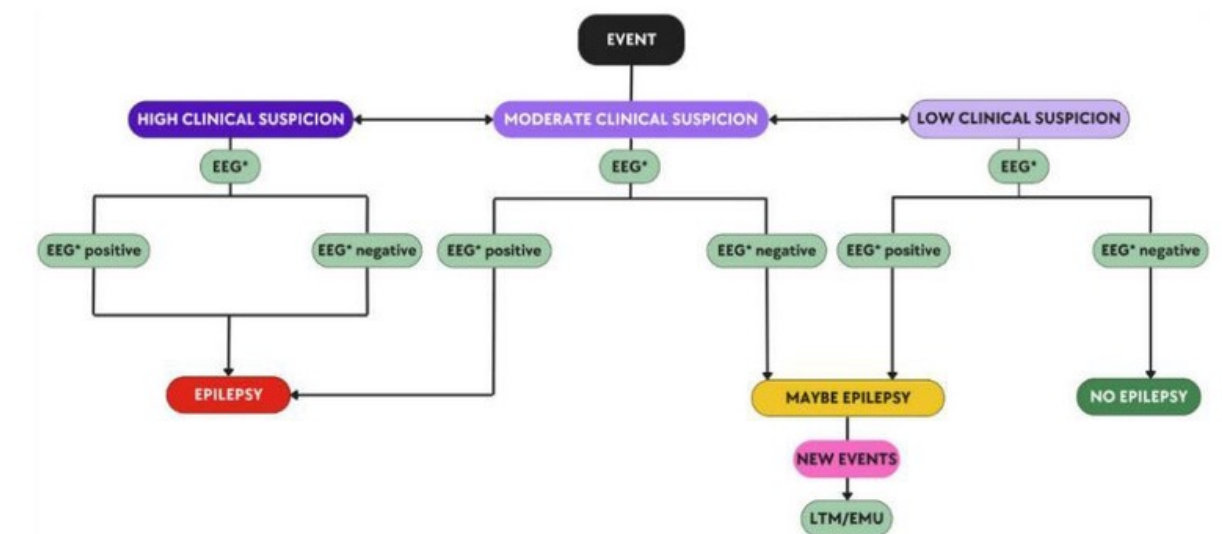 EVENT
HIGH CLINICAL SUSPICION
MODERATE CLINICAL SUSPICION
LOW CLINICAL SUSPICION
EEG*
EEG*
EEG*
EEG* positive
EEG* negative
EEG* positive
EEG* negative
EEG* positive
EEG* negative
EPILEPSY
MAYBE EPILEPSY
NO EPILEPSY
NEW EVENTS
LTM/EMU